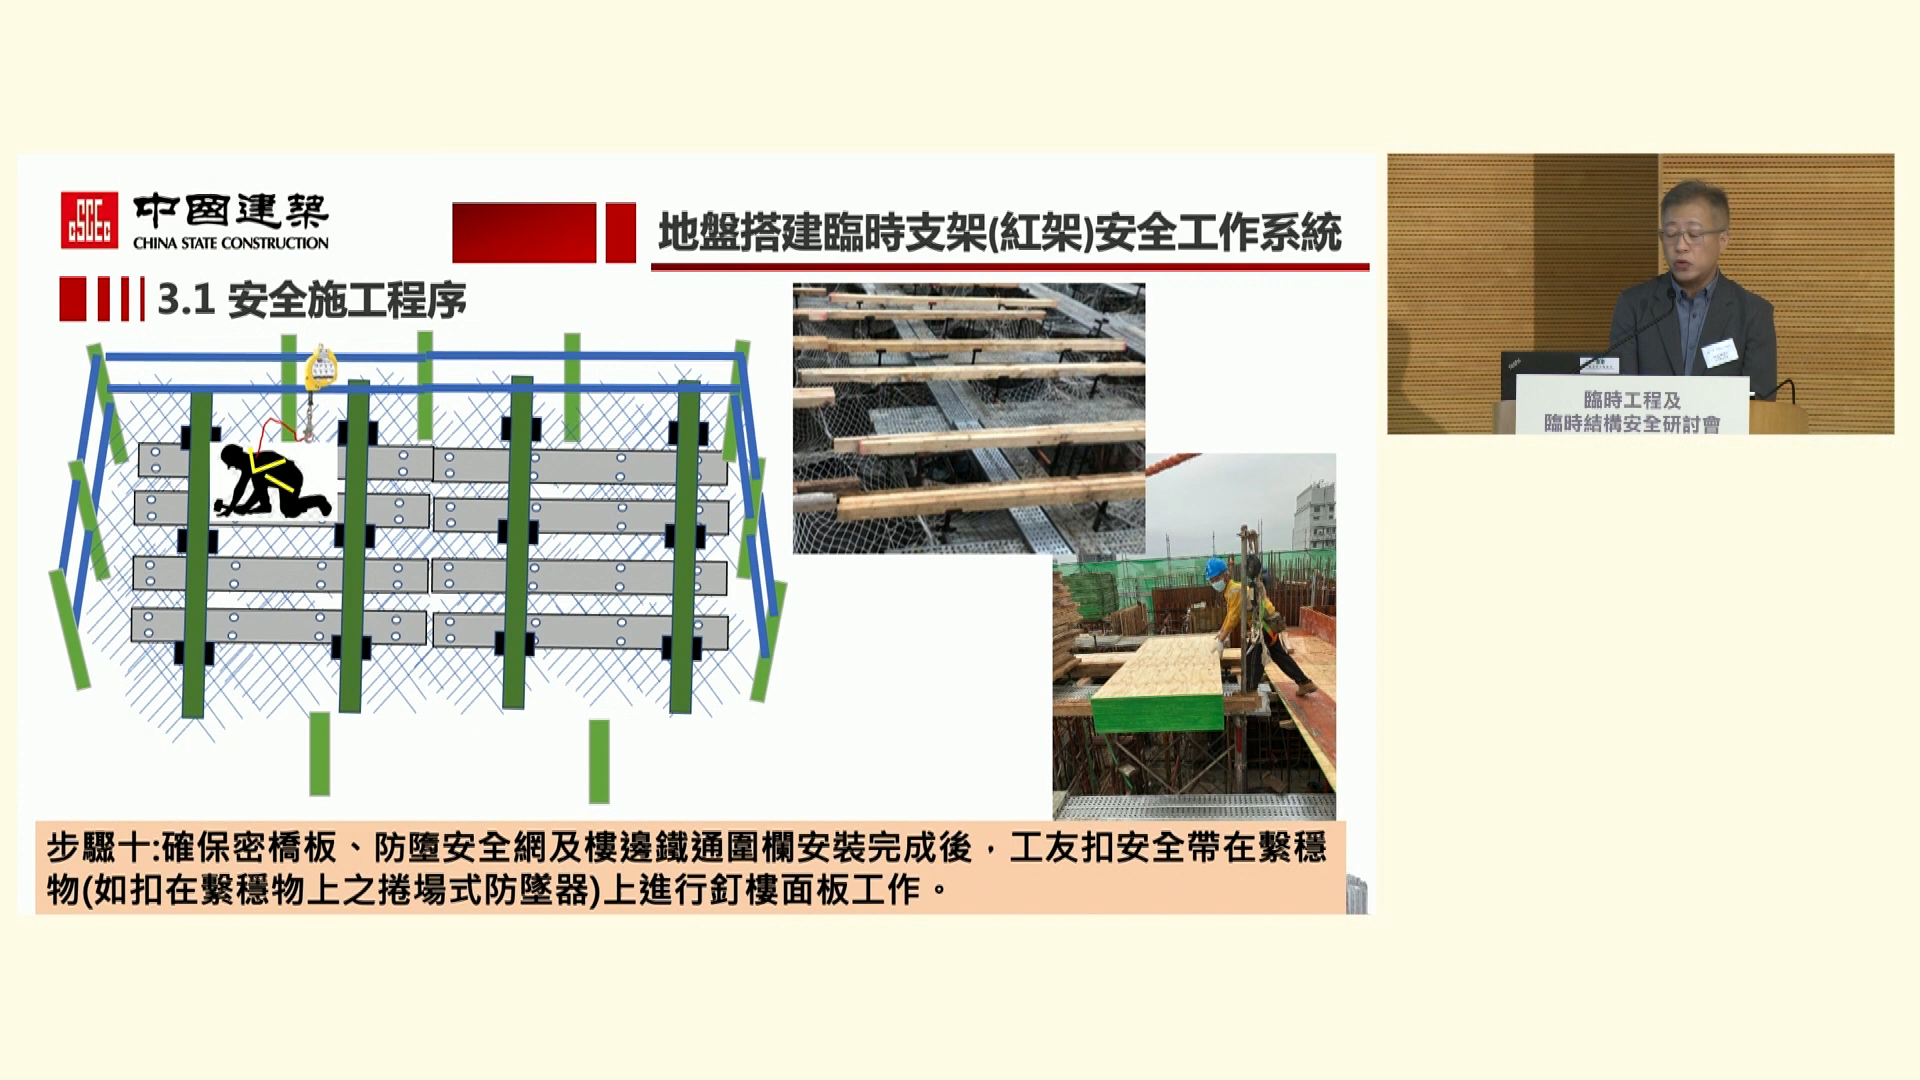 中國建築
CHINA STATE CONSTRUCTION
地盤搭建臨時支架(紅架)安全工作系統
3.1 安全施工程序
步驟十:確保密橋板、防墮安全網及樓邊鐵通圍欄安裝完成後，工友扣安全帶在繫穩
物(如扣在繫穩物上之捲場式防墜器)上進行釘樓面板工作。
臨時工程及
臨時結構安全研討會